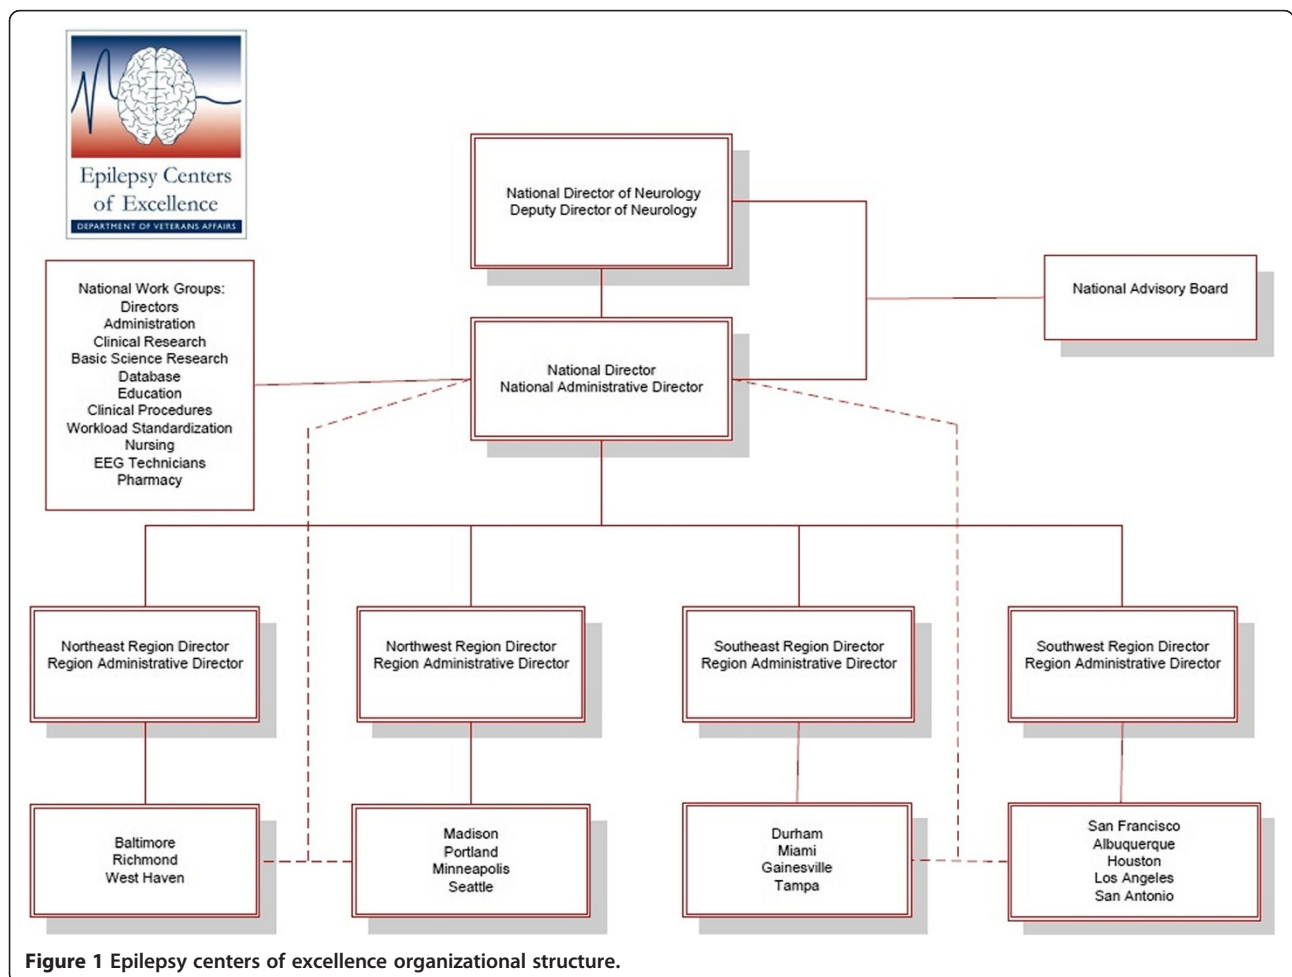 Epilepsy Centers
of Excellence
DEPARTMENT OF VETERANS AFFAIRS
National Director of Neurology
Deputy Director of Neurology
National Work Groups:
Directors
Administration
Clinical Research
Basic Science Research
Database
Education
Clinical Procedures
Workload Standardization
Nursing
EEG Technicians
Pharmacy
National Advisory Board
National Director
National Administrative Director
Northeast Region Director
Region Administrative Director
Northwest Region Director
Region Administrative Director
Southeast Region Director
Region Administrative Director
Southwest Region Director
Region Administrative Director
Baltimore
Richmond
West Haven
Madison
Portland
Minneapolis
Seattle
Durham
Miami
Gainesville
Tampa
San Francisco
Albuquerque
Houston
Los Angeles
San Antonio
Figure 1 Epilepsy centers of excellence organizational structure.